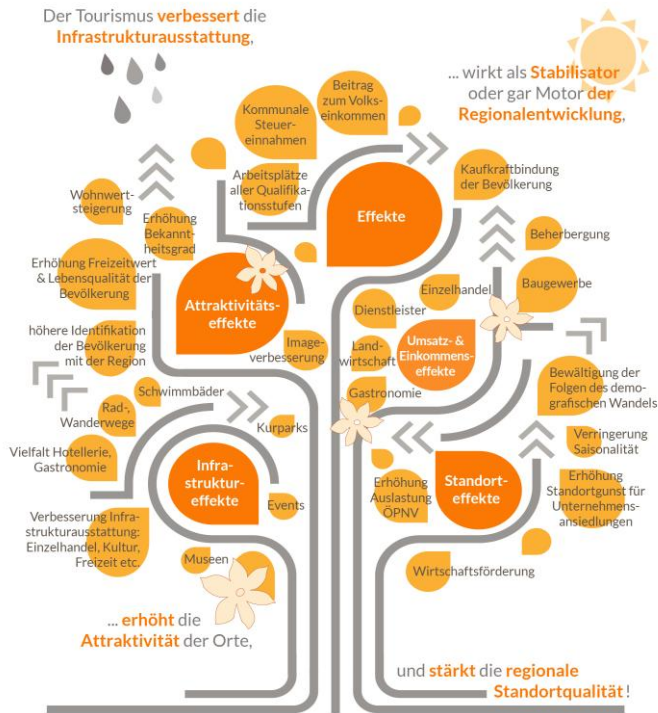 Der Tourismus verbessert die
Infrastrukturausstattung,
... wirkt als Stabilisator
oder gar Motor der
Regionalentwicklung,
Beitrag
zum Volks-
einkommen
Kommunale
Steuer-
einnahmen
Arbeitsplätze
aller Qualifika-
tionsstufen
Effekte
Kaufkraftbindung
der Bevölkerung
Wohnwert-
steigerung
Erhöhung
Bekannt-
heitsgrad
Erhöhung Freizeitwert
& Lebensqualität der
Bevölkerung
Attraktivitäts-
effekte
höhere Identifikation
der Bevölkerung
mit der Region
Image-
verbesserung
Beherbergung
Baugewerbe
Einzelhandel
Dienstleister
Umsatz- &
Einkommens-
effekte
Land-
wirtschaft
Gastronomie
Bewältigung der
Folgen des demo-
grafischen Wandels
Schwimmbäder
Rad-,
Wanderwege
Kurparks
Vielfalt Hotellerie,
Gastronomie
Infra-
struktur-
effekte
Events
Verbesserung Infra-
strukturausstattung:
Einzelhandel, Kultur,
Freizeit etc.
Museen
Verringerung
Saisonalität
Standort-
effekte
Erhöhung
Auslastung
ÖPNV
Erhöhung
Standortgunst für
Unternehmens-
ansiedlungen
Wirtschaftsförderung
... erhöht die
Attraktivität der Orte,
und stärkt die regionale
Standortqualität!